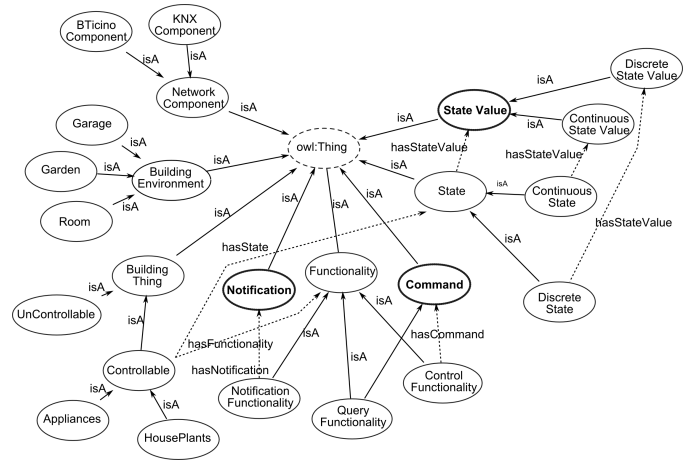 BTicino
Component
KNX
Component
isA
isA
Network
Component
isA
Discrete
State Value
isA
State Value
Continuous
State Value
isA
isA
hasStateValue
hasStateValue
Garage
isA
Garden
isA
Building
Environment
isA
Room
isA
owl:Thing
isA
State
isA
Continuous
State
hasStateValue
isA
Discrete
State
isA
isA
isA
isA
hasState
Building
Thing
isA
UnControllable
isA
Notification
Functionality
Command
Controllable
hasFunctionality
isA
isA
hasCommand
hasNotification
isA
isA
Appliances
isA
HousePlants
Notification
Functionality
Query
Functionality
Control
Functionality